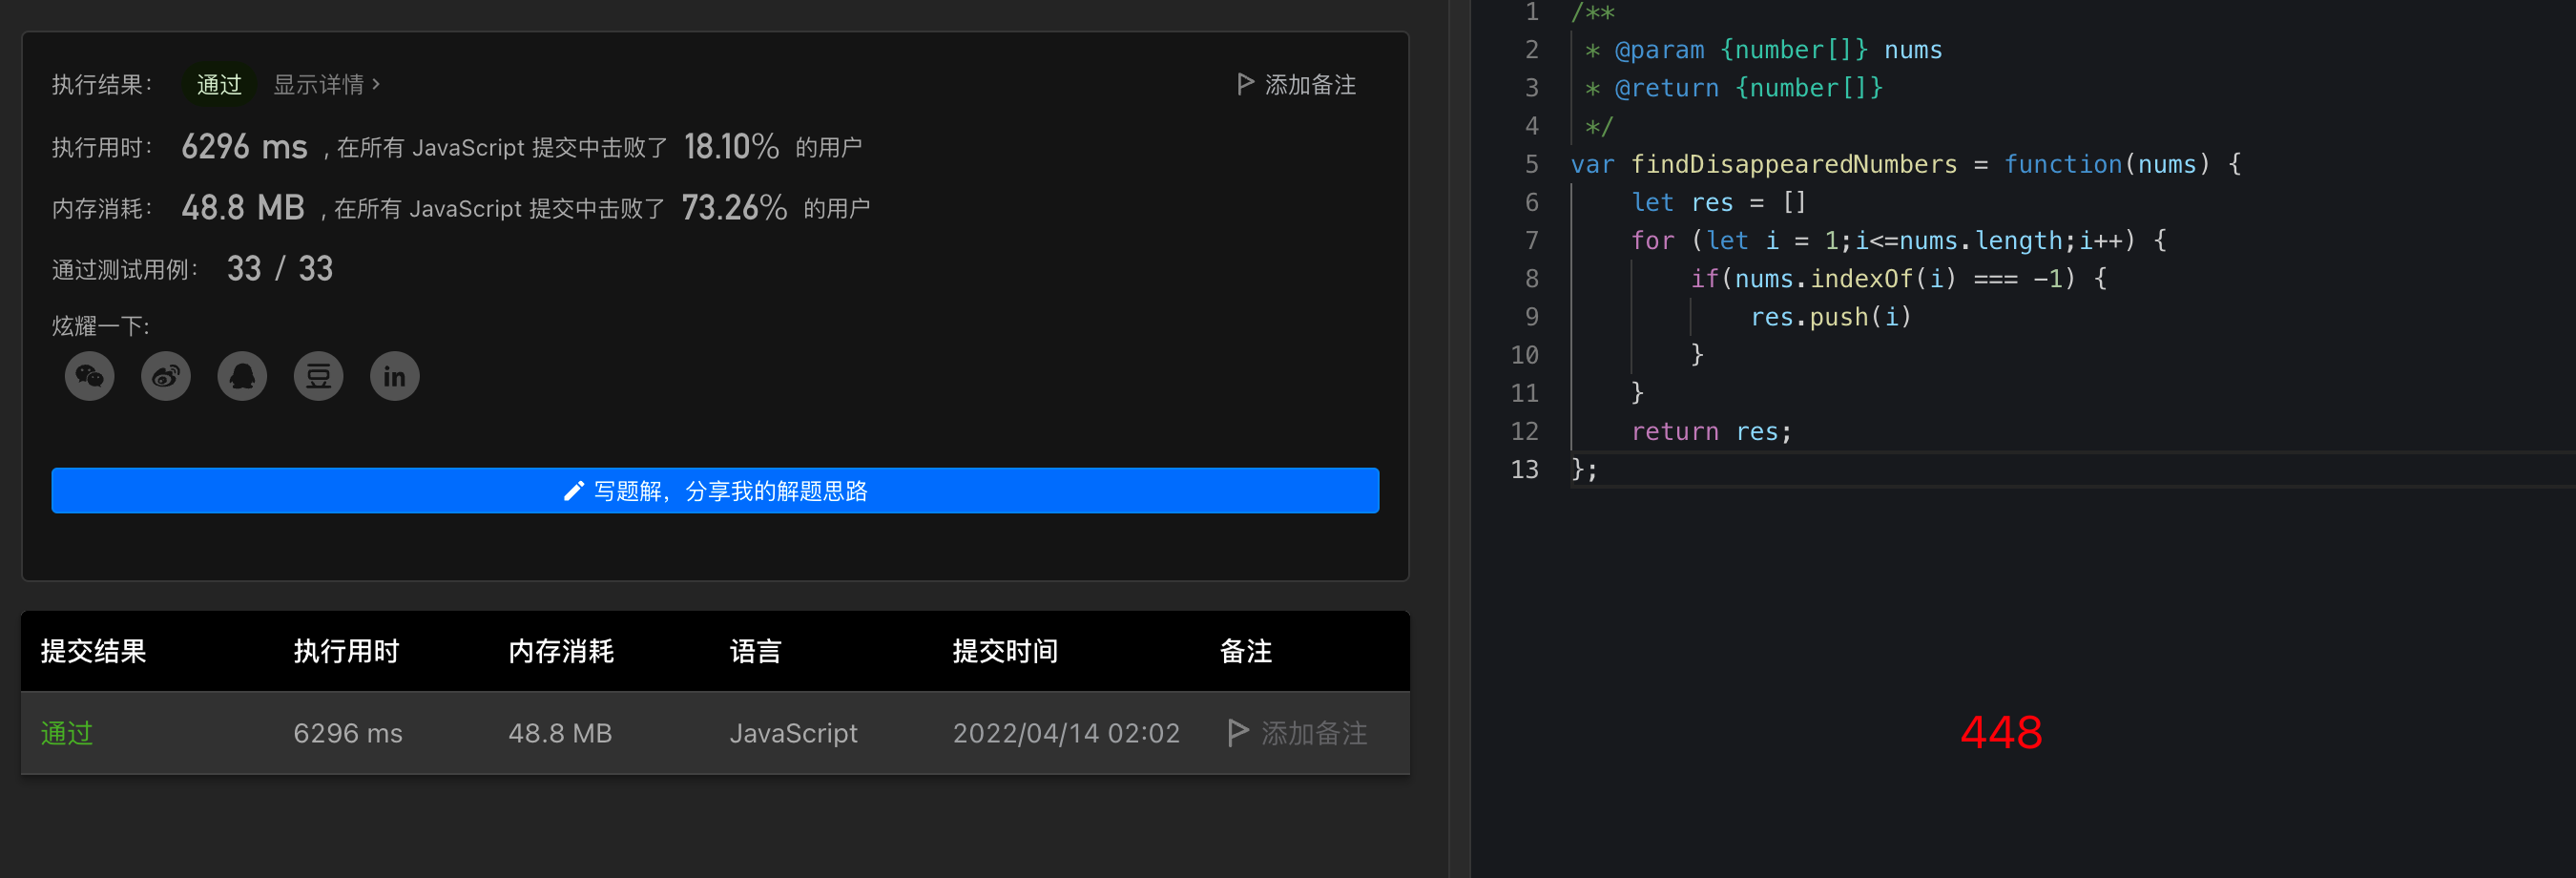 执行结果： 通过 显示详情 > 添加备注
执行用时： 6296 ms , 在所有 JavaScript 提交中击败了 18.10% 的用户
内存消耗： 48.8 MB , 在所有 JavaScript 提交中击败了 73.26% 的用户
通过测试用例： 33 / 33
炫耀一下:
豆 in
写题解，分享我的解题思路
提交结果 执行用时 内存消耗 语言 提交时间 备注
通过 6296 ms 48.8 MB JavaScript 2022/04/14 02:02 添加备注
1 /**
2 * @param {number[]} nums
3 * @return {number[]}
4 */
5 var findDisappearedNumbers = function(nums) {
6 let res = []
7 for (let i = 1;i<=nums.length;i++) {
8 if(nums.indexOf(i) === -1) {
9 res.push(i)
10 }
11 }
12 return res;
13 };
448